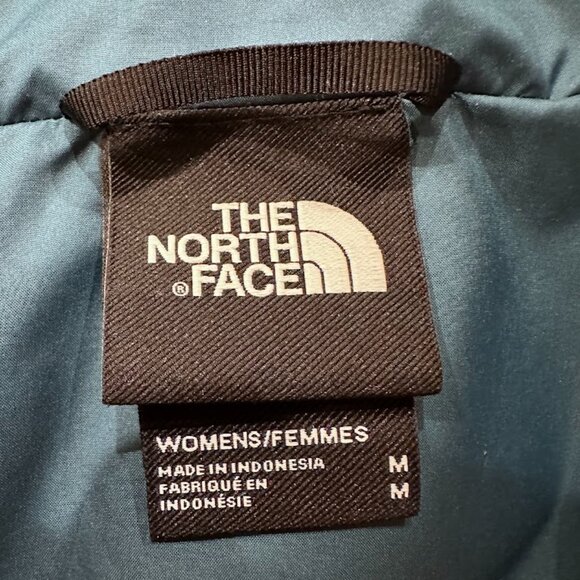 THE
NORTH
® FACE
WOMENS/FEMMES
MADE IN INDONESIA M
FABRIQUÉ EN M
INDONÉSIE